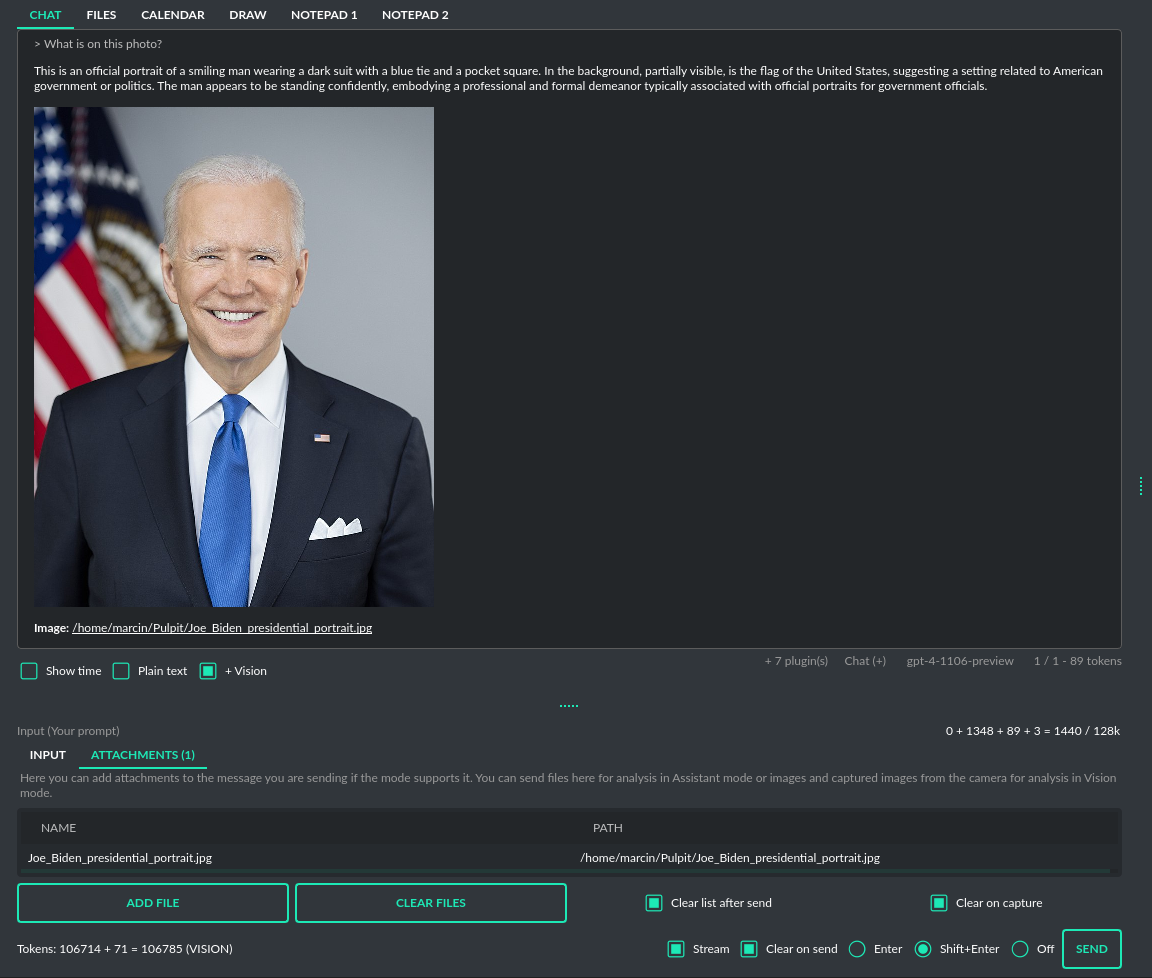 CHAT FILES CALENDAR DRAW NOTEPAD 1 NOTEPAD 2
> What is on this photo?
This is an official portrait of a smiling man wearing a dark suit with a blue tie and a pocket square. In the background, partially visible, is the flag of the United States, suggesting a setting related to American
government or politics. The man appears to be standing confidently, embodying a professional and formal demeanor typically associated with official portraits for government officials.
Image: /home/marcin/Pulpit/Joe_Biden_presidential_portrait.jpg
Show time Plain text + Vision
+ 7 plugin(s) Chat (+) gpt-4-1106-preview 1 / 1 - 89 tokens
Input (Your prompt) 0 + 1348 + 89 + 3 = 1440 / 128k
INPUT ATTACHMENTS (1)
Here you can add attachments to the message you are sending if the mode supports it. You can send files here for analysis in Assistant mode or images and captured images from the camera for analysis in Vision
mode.
NAME PATH
Joe_Biden_presidential_portrait.jpg /home/marcin/Pulpit/Joe_Biden_presidential_portrait.jpg
ADD FILE CLEAR FILES Clear list after send Clear on capture
Tokens: 106714 + 71 = 106785 (VISION) Stream Clear on send Enter Shift+Enter Off SEND